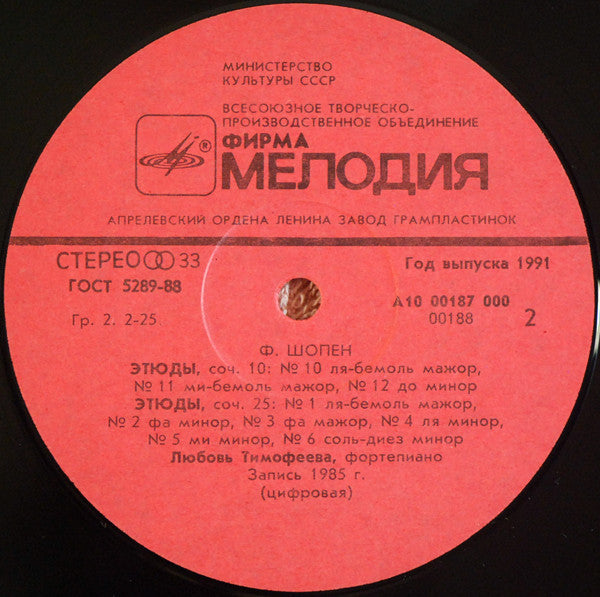 МИНИСТЕРСТВО
КУЛЬТУРЫ СССР
ВСЕСОЮЗНОЕ ТВОРЧЕСКО-
ПРОИЗВОДСТВЕННОЕ ОБЪЕДИНЕНИЕ
ФИРМА
® МЕЛОДИЯ
АПРЕЛЕВСКИЙ ОРДЕНА ЛЕНИНА ЗАВОД ГРАМПЛАСТИНОК
СТЕРЕО 33
Год выпуска 1991
ГОСТ 5289-88
А10 00187 000
Гр. 2. 2-25
00188 2
Ф. ШОПЕН
ЭТЮДЫ, соч. 10: № 10 ля-бемоль мажор,
№ 11 ми-бемоль мажор, № 12 до минор
ЭТЮДЫ, соч. 25: № 1 ля-бемоль мажор,
№ 2 фа минор, № 3 фа мажор, № 4 ля минор,
№ 5 ми минор, № 6 соль-диез минор
Любовь Тимофеева, фортепиано
Запись 1985 г.
(цифровая)